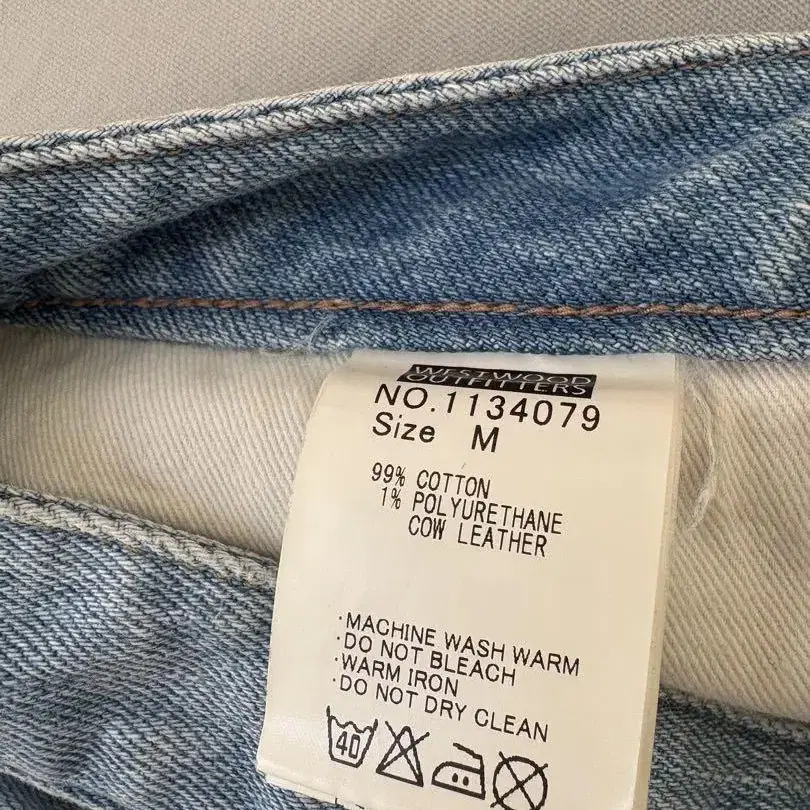 WESTWOOD
OUTFITTERS
NO.1134079
Size M
99% COTTON
1% POLYURETHANE
COW LEATHER
·MACHINE WASH WARM
·DO NOT BLEACH
·WARM IRON
·DO NOT DRY CLEAN
40